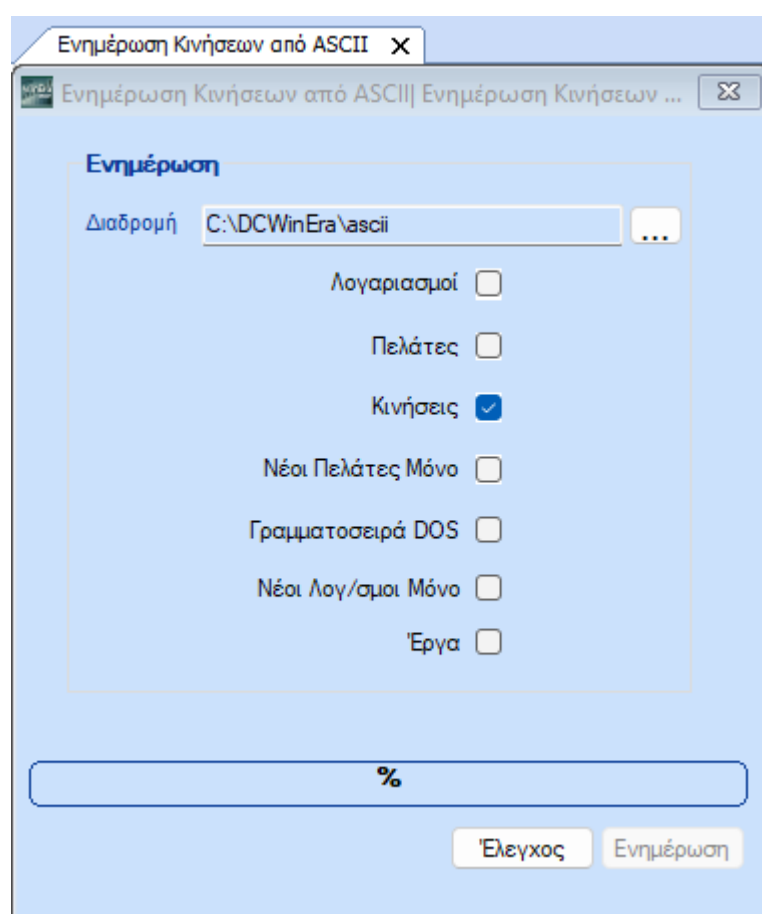 Ενημέρωση Κινήσεων από ASCII
Ενημέρωση Κινήσεων από ASCII| Ενημέρωση Κινήσεων ...
Ενημέρωση
Διαδρομή C:\DCWinEra\ascii ...
Λογαριασμοί
Πελάτες
Κινήσεις
Νέοι Πελάτες Μόνο
Γραμματοσειρά DOS
Νέοι Λογ/σμοι Μόνο
Έργα
%
Έλεγχος Ενημέρωση